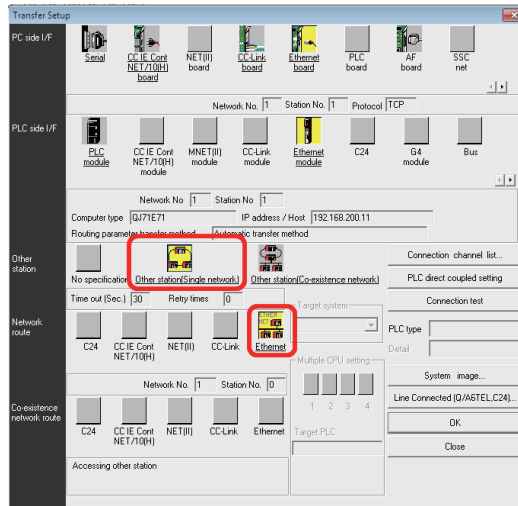 Transfer Setup
PC side I/F
Serial
CC IE Cont
NET/10(H)
board
NET(II)
board
CC-Link
board
Ethernet
board
PLC
board
AF
board
SSC
net
Network No. 1 Station No. 1 Protocol TCP
PLC side I/F
PLC
module
CC IE Cont
NET/10(H)
module
MNET(II)
module
CC-Link
module
Ethernet
module
C24
G4
module
Bus
Network No 1 Station No 1
Computer type QJ71E71 IP address / Host 192.168.200.11
Routing parameter transfer method Automatic transfer method
Other
station
No specification
Other station(Single network)
Other station(Co-existence network)
Connection channel list...
PLC direct coupled setting
Time out (Sec.) 30 Retry times 0
Target system
Connection test
Network
route
C24
CC IE Cont
NET/10(H)
NET(II)
CC-Link
Ethernet
PLC type
Detail
Multiple CPU setting
Network No. 1 Station No. 0
1 2 3 4
System image...
Line Connected (Q/A6TEL,C24)...
Co-existence
network route
C24
CC IE Cont
NET/10(H)
NET(II)
CC-Link
Ethernet
Target PLC
OK
Close
Accessing other station